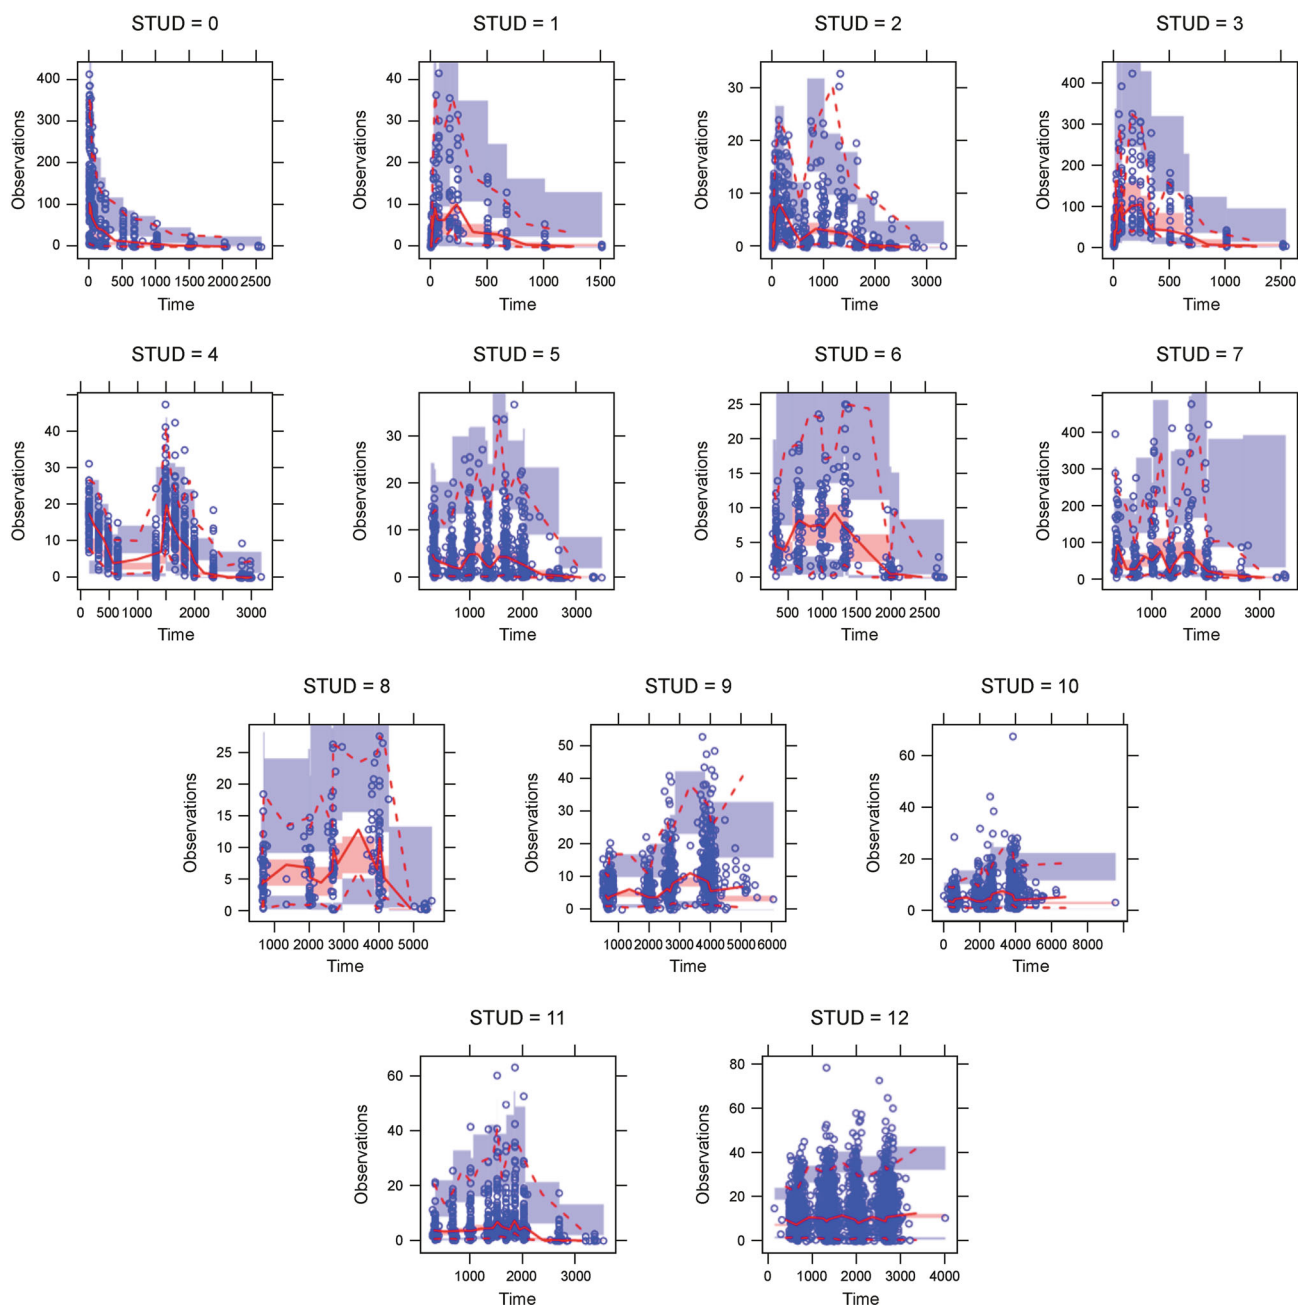 STUD = 0 STUD = 1 STUD = 2 STUD = 3
Observations 400 300 200 100 0
0 500 1000 1500 2000 2500
Time
Observations 40 30 20 10 0
0 500 1000 1500
Time
Observations 30 20 10 0
0 1000 2000 3000
Time
Observations 400 300 200 100 0
0 500 1500 2500
Time
STUD = 4 STUD = 5 STUD = 6 STUD = 7
Observations 50 40 30 20 10 0
0 500 1000 2000 3000
Time
Observations 30 20 10 0
1000 2000 3000
Time
Observations 25 20 15 10 5 0
500 1000 1500 2000 2500
Time
Observations 400 300 200 100 0
1000 2000 3000
Time
STUD = 8 STUD = 9 STUD = 10
Observations 25 20 15 10 5 0
1000 2000 3000 4000 5000
Time
Observations 50 40 30 20 10 0
1000 2000 3000 4000 5000 6000
Time
Observations 60 40 20 0
0 2000 4000 6000 8000
Time
STUD = 11 STUD = 12
Observations 60 40 20 0
1000 2000 3000
Time
Observations 80 60 40 20 0
0 1000 2000 3000 4000
Time